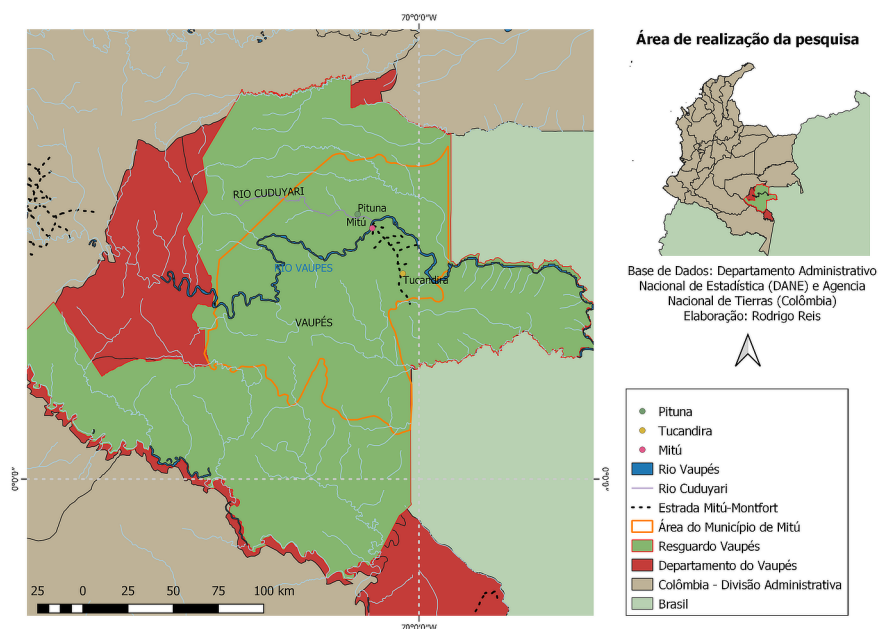 70°0'0"W
Área de realização da pesquisa
RIO CUDUYARI
Pituna
Mitú
RIO VAUPÉS
Tucandira
VAUPÉS
Base de Dados: Departamento Administrativo
Nacional de Estadística (DANE) e Agencia
Nacional de Tierras (Colômbia)
Elaboração: Rodrigo Reis
Pituna
Tucandira
Mitú
Rio Vaupés
Rio Cuduyari
Estrada Mitú-Montfort
Área do Município de Mitú
Resguardo Vaupés
Departamento do Vaupés
Colômbia - Divisão Administrativa
Brasil
0°0'0"
0°0'0"
25 0 25 50 75 100 km
70°0'0"W